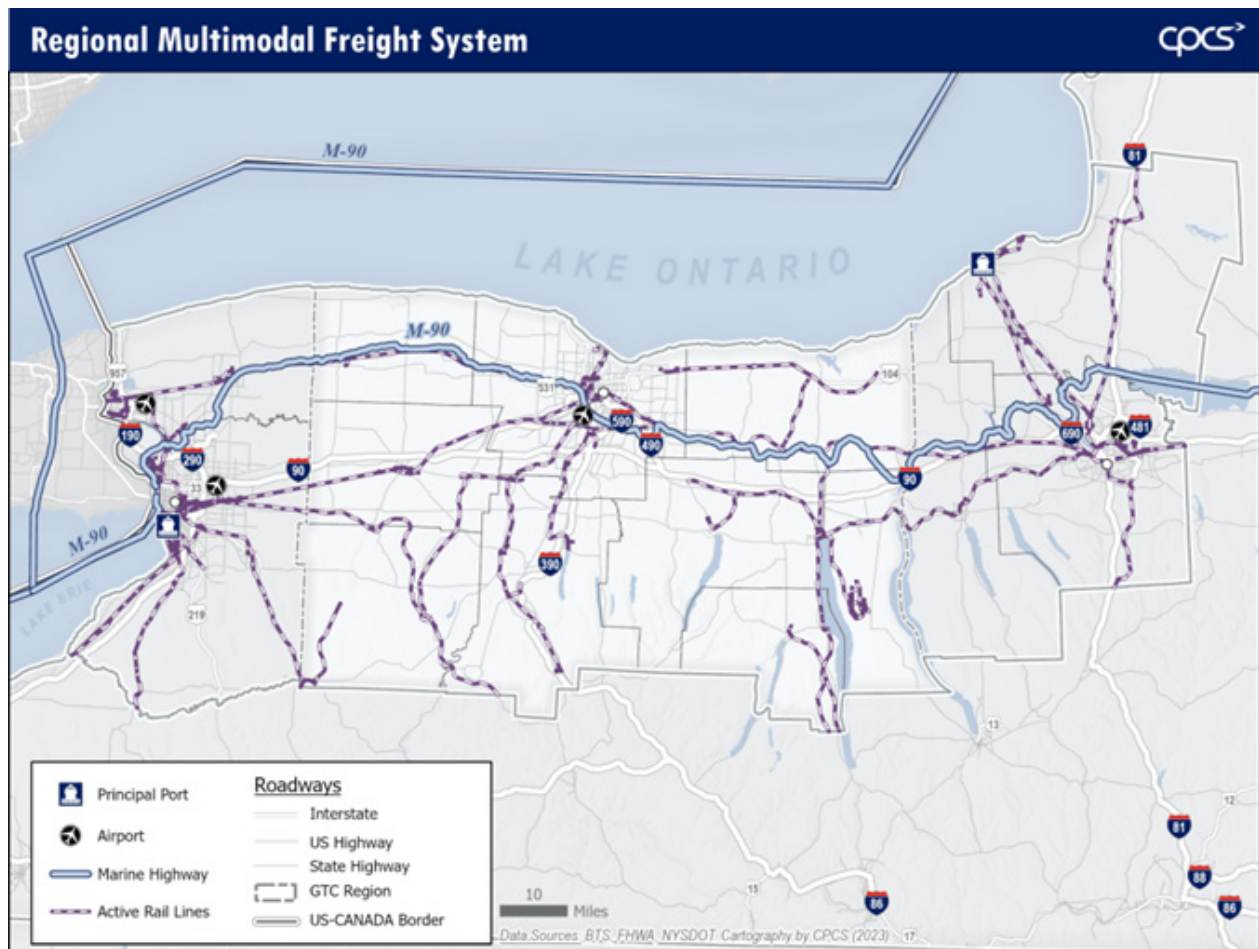 Regional Multimodal Freight System
cpcs
M-90
81
LAKE ONTARIO
M-90
957
531
104
190
590
490
690
481
290
33
90
90
M-90
390
LAKE ERIE
219
13
12
81
88
15
86
86
17
Principal Port
Airport
Marine Highway
Active Rail Lines
Roadways
Interstate
US Highway
State Highway
GTC Region
US-CANADA Border
10
Miles
Data Sources: BTS, FHWA, NYSDOT Cartography by CPCS (2023)